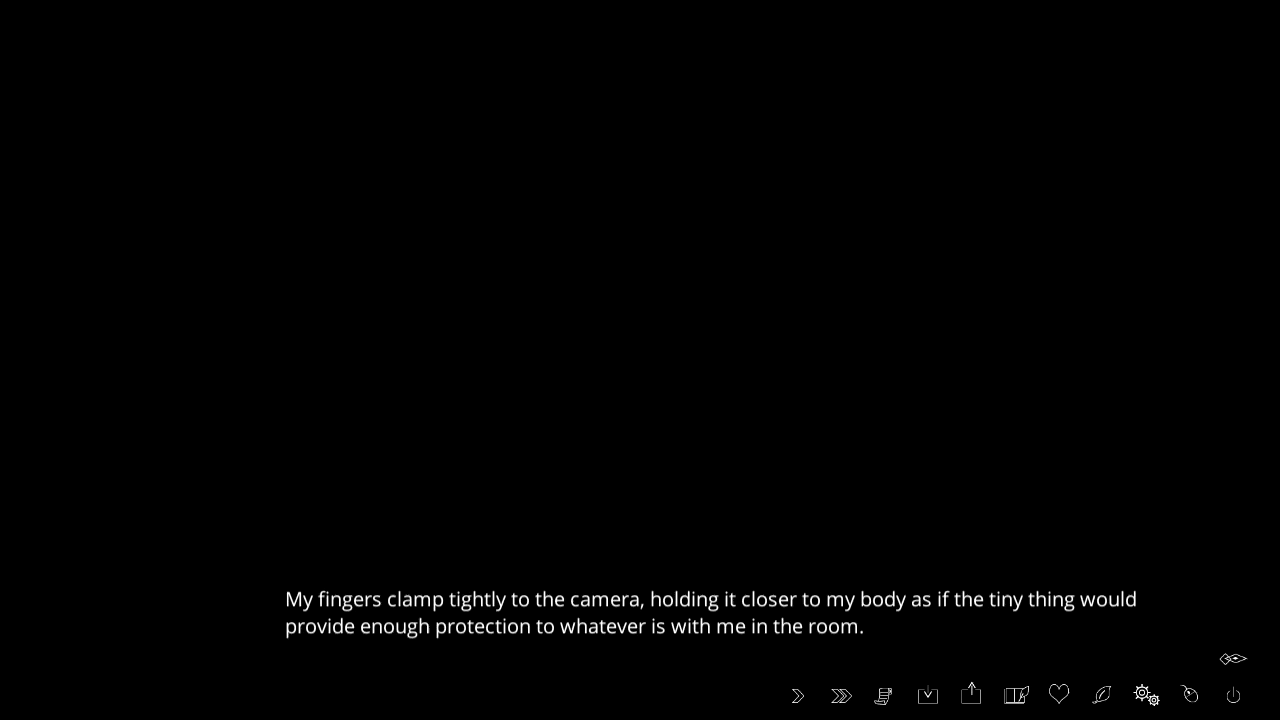 My fingers clamp tightly to the camera, holding it closer to my body as if the tiny thing would
provide enough protection to whatever is with me in the room.